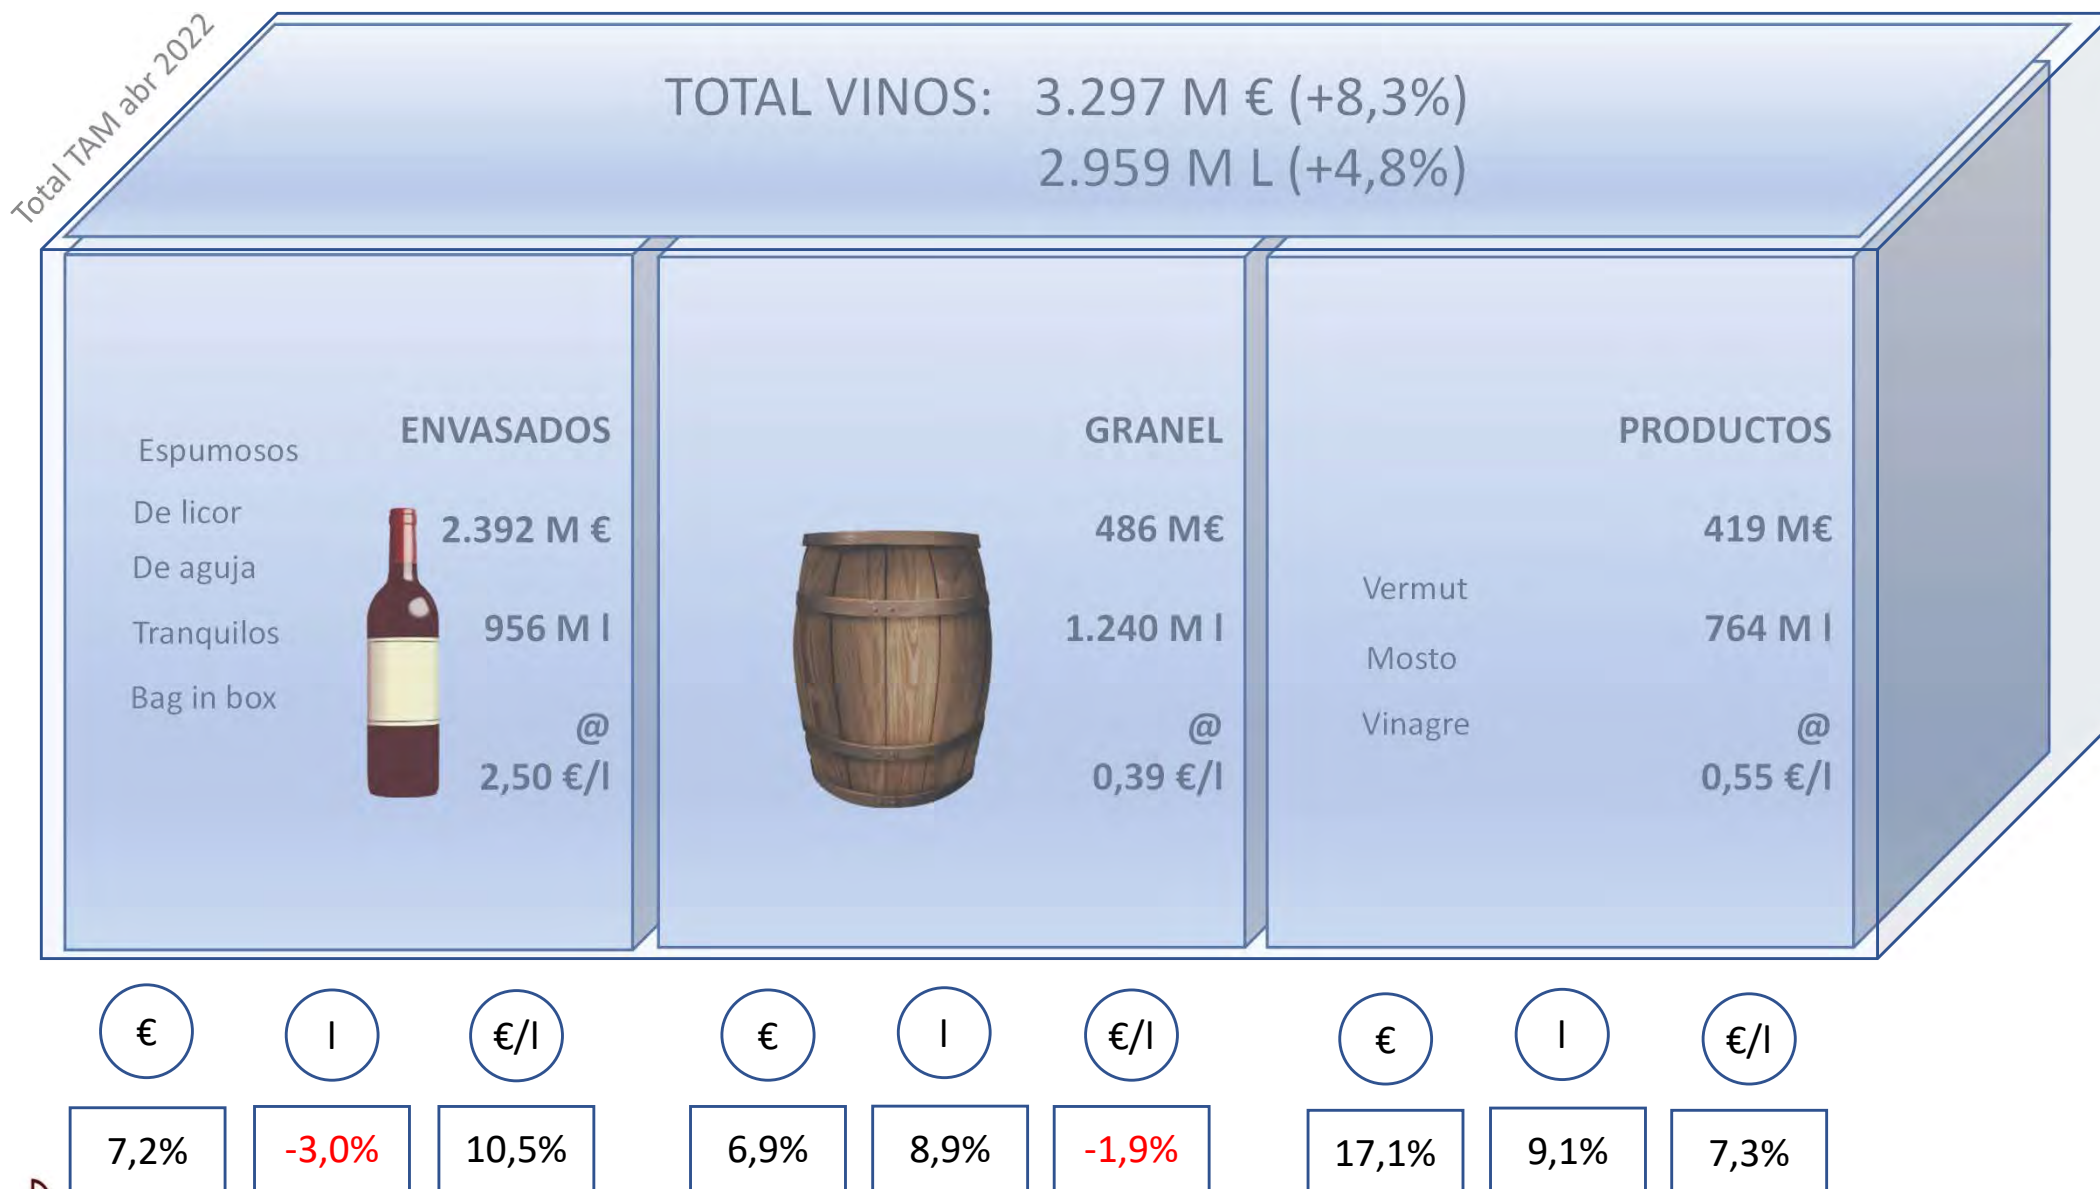 Total TAM abr 2022
TOTAL VINOS: 3.297 M € (+8,3%)
2.959 M L (+4,8%)
ENVASADOS
Espumosos
De licor
2.392 M €
De aguja
Tranquilos
956 M l
Bag in box
@
2,50 €/l
GRANEL
486 M€
1.240 M l
@
0,39 €/l
PRODUCTOS
419 M€
Vermut
764 M l
Mosto
Vinagre
@
0,55 €/l
€ l €/l € l €/l € l €/l
7,2% -3,0% 10,5% 6,9% 8,9% -1,9% 17,1% 9,1% 7,3%